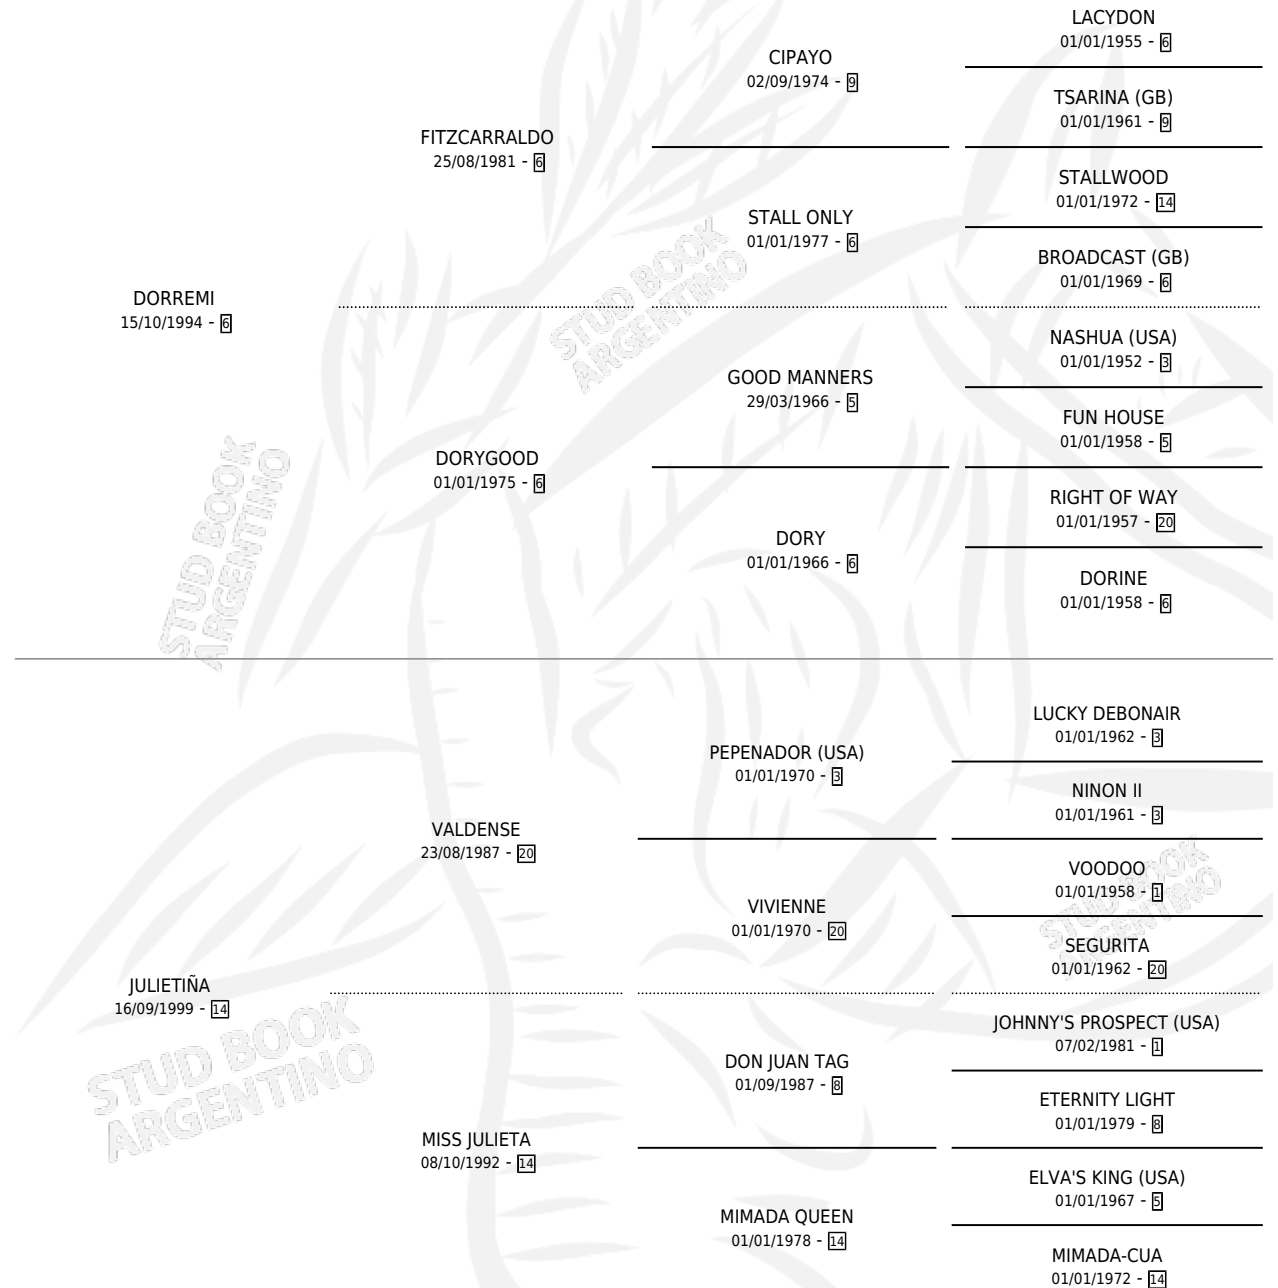 LACYDON
01/01/1955 - 6
CIPAYO
02/09/1974 - 9
TSARINA (GB)
01/01/1961 - 9
FITZCARRALDO
25/08/1981 - 6
STALLWOOD
01/01/1972 - 14
STALL ONLY
01/01/1977 - 6
BROADCAST (GB)
01/01/1969 - 6
DORREMI
15/10/1994 - 6
NASHUA (USA)
01/01/1952 - 3
GOOD MANNERS
29/03/1966 - 5
FUN HOUSE
01/01/1958 - 5
DORYGOOD
01/01/1975 - 6
RIGHT OF WAY
01/01/1957 - 20
DORY
01/01/1966 - 6
DORINE
01/01/1958 - 6
LUCKY DEBONAIR
01/01/1962 - 3
PEPENADOR (USA)
01/01/1970 - 3
NINON II
01/01/1961 - 3
VALDENSE
23/08/1987 - 20
VOODOO
01/01/1958 - 1
VIVIENNE
01/01/1970 - 20
SEGURITA
01/01/1962 - 20
JULIETIÑA
16/09/1999 - 14
JOHNNY'S PROSPECT (USA)
07/02/1981 - 1
DON JUAN TAG
01/09/1987 - 8
ETERNITY LIGHT
01/01/1979 - 8
MISS JULIETA
08/10/1992 - 14
ELVA'S KING (USA)
01/01/1967 - 5
MIMADA QUEEN
01/01/1978 - 14
MIMADA-CUA
01/01/1972 - 14
STUD BOOK
ARGENTINO
STUD BOOK
ARGENTINO
STUD BOOK
ARGENTINO
STUD BOOK
ARGENTINO